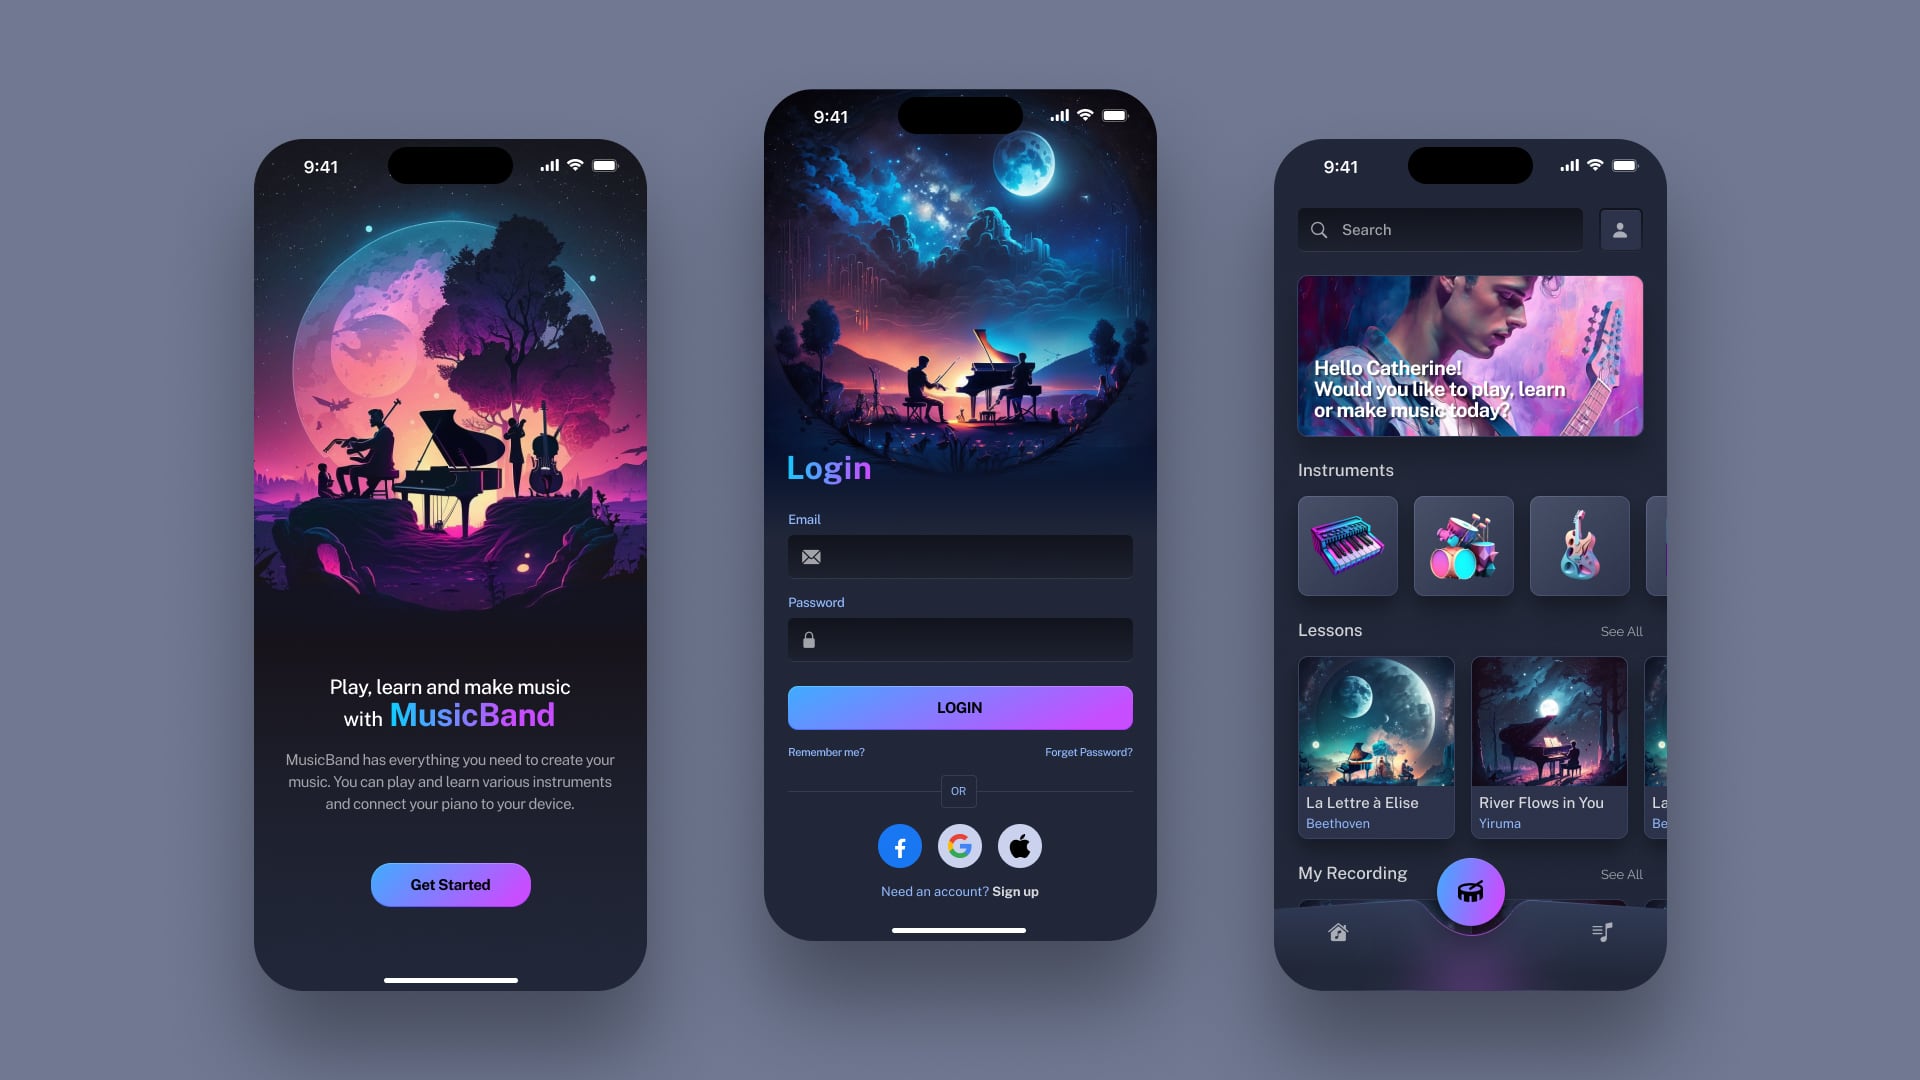 9:41
Play, learn and make music
with MusicBand
MusicBand has everything you need to create your
music. You can play and learn various instruments
and connect your piano to your device.
Get Started
9:41
Login
Email
Password
LOGIN
Remember me?
Forget Password?
OR
Need an account? Sign up
9:41
Search
Hello Catherine!
Would you like to play, learn
or make music today?
Instruments
Lessons
See All
La Lettre à Elise
Beethoven
River Flows in You
Yiruma
La
Be
My Recording
See All